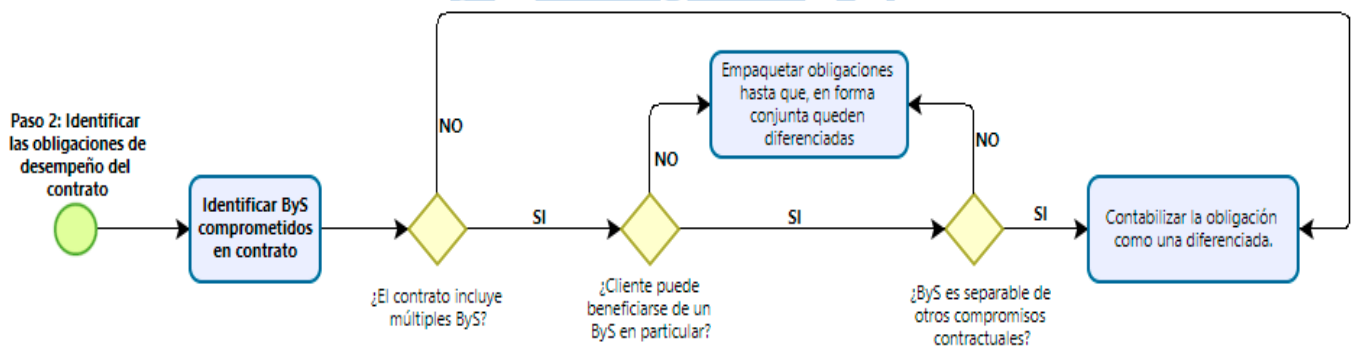 Paso 2: Identificar
las obligaciones de
desempeño del
contrato
Identificar ByS
comprometidos
en contrato
¿El contrato incluye
múltiples ByS?
NO
SI
¿Cliente puede
beneficiarse de un
ByS en particular?
NO
SI
Empaquetar obligaciones
hasta que, en forma
conjunta queden
diferenciadas
¿ByS es separable de
otros compromisos
contractuales?
NO
SI
Contabilizar la obligación
como una diferenciada.